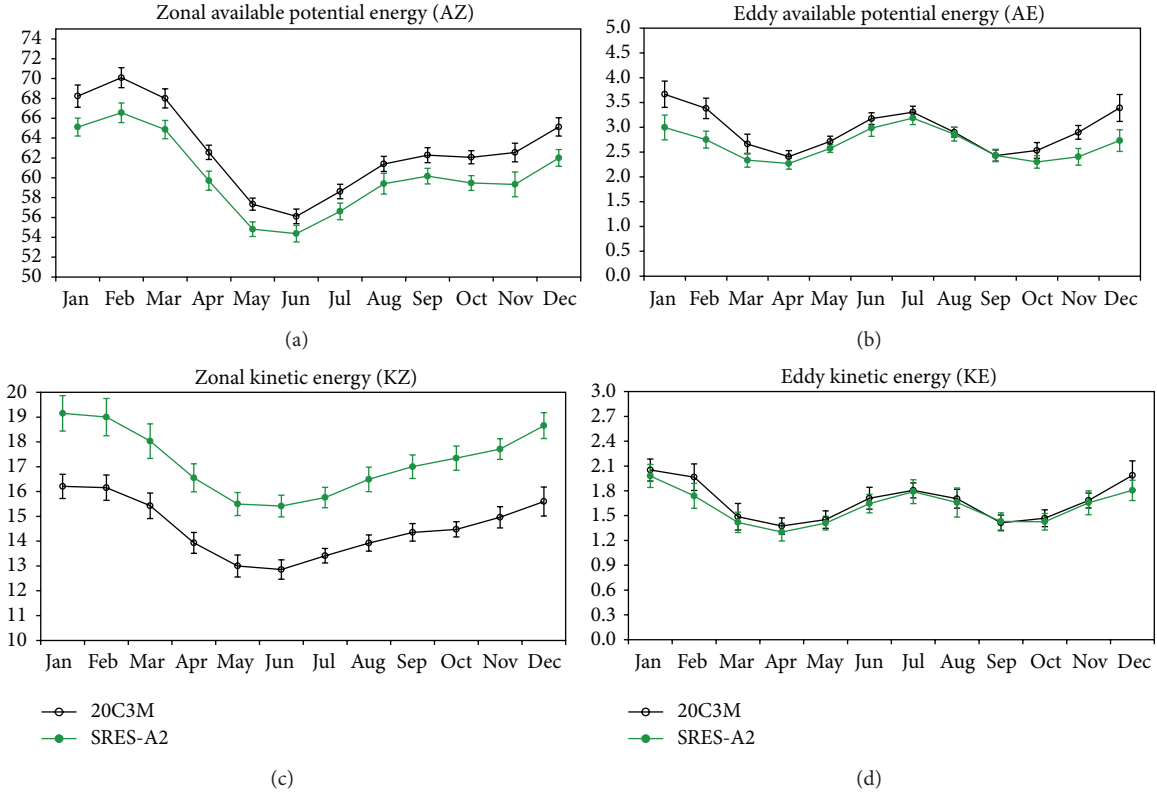 Zonal available potential energy (AZ)
74
72
70
68
66
64
62
60
58
56
54
52
50
Jan Feb Mar Apr May Jun Jul Aug Sep Oct Nov Dec
(a)
Eddy available potential energy (AE)
5.0
4.5
4.0
3.5
3.0
2.5
2.0
1.5
1.0
0.5
0.0
Jan Feb Mar Apr May Jun Jul Aug Sep Oct Nov Dec
(b)
Zonal kinetic energy (KZ)
20
19
18
17
16
15
14
13
12
11
10
Jan Feb Mar Apr May Jun Jul Aug Sep Oct Nov Dec
20C3M
SRES-A2
(c)
Eddy kinetic energy (KE)
3.0
2.7
2.4
2.1
1.8
1.5
1.2
0.9
0.6
0.3
0.0
Jan Feb Mar Apr May Jun Jul Aug Sep Oct Nov Dec
20C3M
SRES-A2
(d)